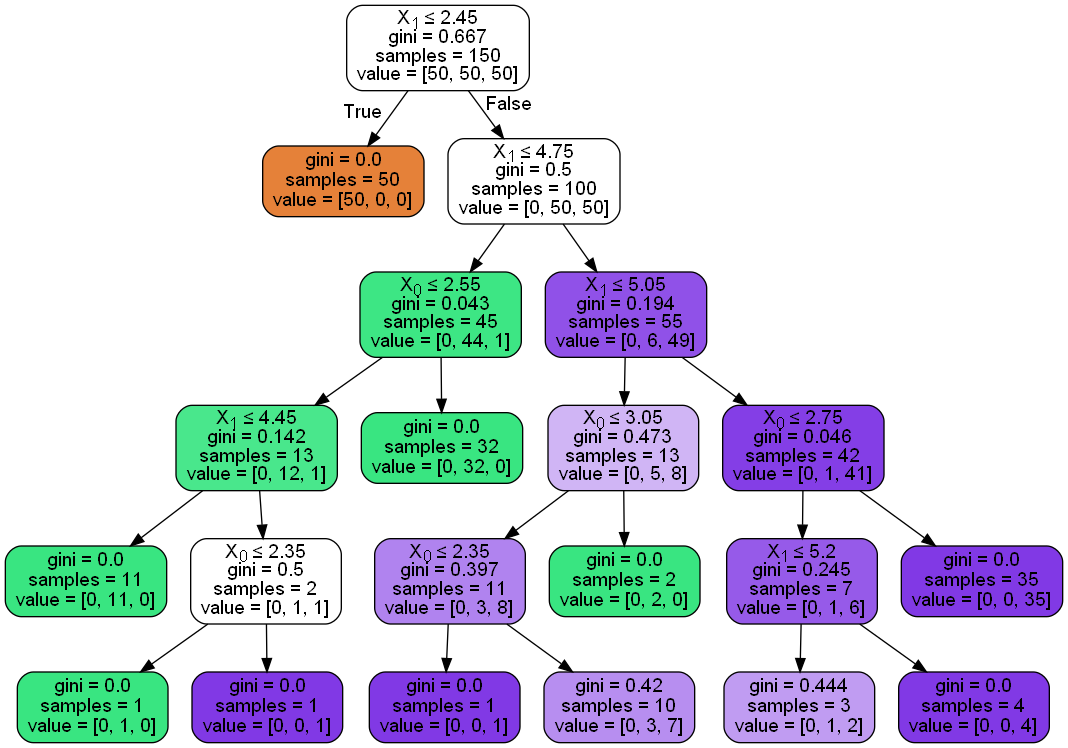 X1 ≤ 2.45
gini = 0.667
samples = 150
value = [50, 50, 50]
True
False
gini = 0.0
samples = 50
value = [50, 0, 0]
X1 ≤ 4.75
gini = 0.5
samples = 100
value = [0, 50, 50]
X0 ≤ 2.55
gini = 0.043
samples = 45
value = [0, 44, 1]
X1 ≤ 5.05
gini = 0.194
samples = 55
value = [0, 6, 49]
X1 ≤ 4.45
gini = 0.142
samples = 13
value = [0, 12, 1]
gini = 0.0
samples = 32
value = [0, 32, 0]
X0 ≤ 3.05
gini = 0.473
samples = 13
value = [0, 5, 8]
X0 ≤ 2.75
gini = 0.046
samples = 42
value = [0, 1, 41]
gini = 0.0
samples = 11
value = [0, 11, 0]
X0 ≤ 2.35
gini = 0.5
samples = 2
value = [0, 1, 1]
X0 ≤ 2.35
gini = 0.397
samples = 11
value = [0, 3, 8]
gini = 0.0
samples = 2
value = [0, 2, 0]
X1 ≤ 5.2
gini = 0.245
samples = 7
value = [0, 1, 6]
gini = 0.0
samples = 35
value = [0, 0, 35]
gini = 0.0
samples = 1
value = [0, 1, 0]
gini = 0.0
samples = 1
value = [0, 0, 1]
gini = 0.0
samples = 1
value = [0, 0, 1]
gini = 0.42
samples = 10
value = [0, 3, 7]
gini = 0.444
samples = 3
value = [0, 1, 2]
gini = 0.0
samples = 4
value = [0, 0, 4]